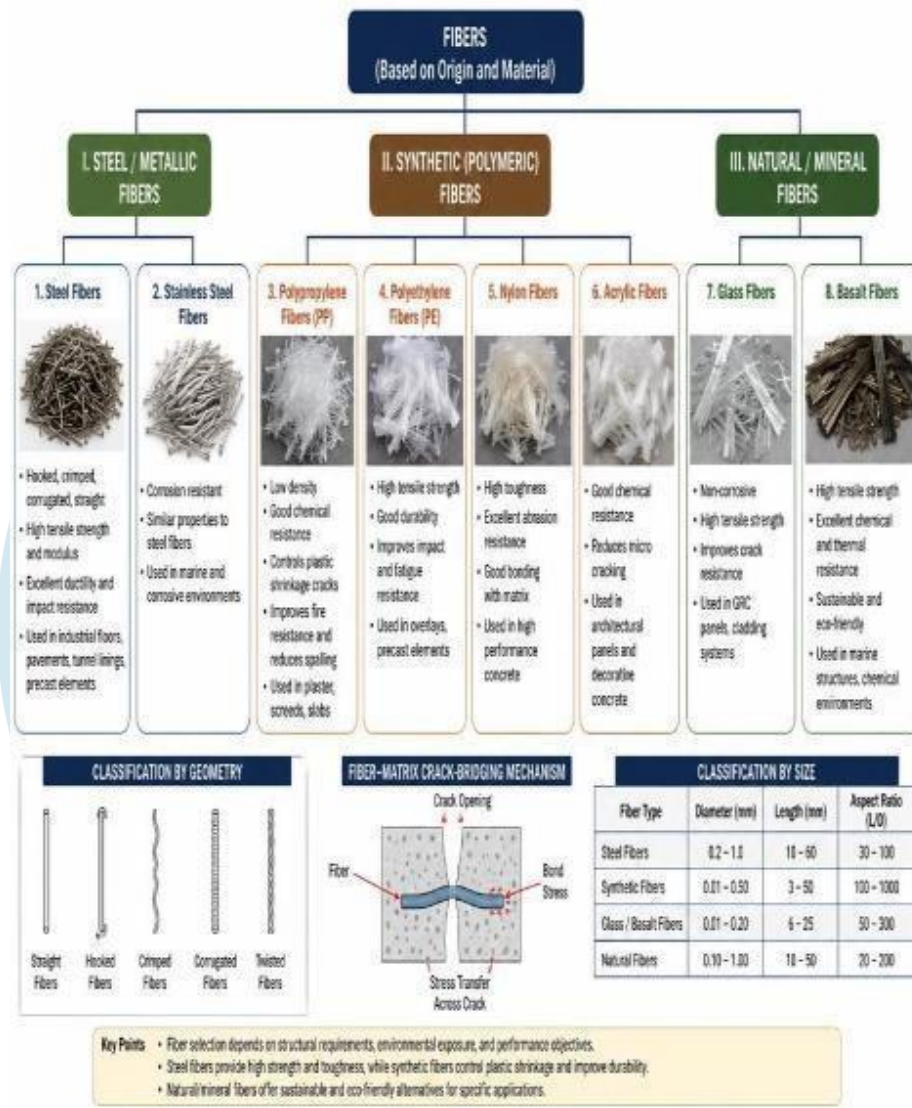 FIBERS
(Based on Origin and Material)
I. STEEL / METALLIC
FIBERS
II. SYNTHETIC (POLYMERIC)
FIBERS
III. NATURAL / MINERAL
FIBERS
1. Steel Fibers
• Hooked, crimped,
corrugated, straight
• High tensile strength
and modulus
• Excellent ductility and
impact resistance
• Used in industrial floors,
pavements, tunnel linings,
precast elements
2. Stainless Steel
Fibers
• Corrosion resistant
• Similar properties to
steel fibers
• Used in marine and
corrosive environments
3. Polypropylene
Fibers (PP)
• Low density
• Good chemical
resistance
• Controls plastic
shrinkage cracks
• Improves fire
resistance and
reduces spalling
• Used in plaster,
screeds, slabs
4. Polyethylene
Fibers (PE)
• High tensile strength
• Good durability
• Improves impact
and fatigue
resistance
• Used in overlays,
precast elements
5. Nylon Fibers
• High toughness
• Excellent abrasion
resistance
• Good bonding
with matrix
• Used in high
performance
concrete
6. Acrylic Fibers
• Good chemical
resistance
• Reduces micro
cracking
• Used in
architectural
panels and
decorative
concrete
7. Glass Fibers
• Non-corrosive
• High tensile strength
• Improves crack
resistance
• Used in GRC
panels, cladding
systems
8. Basalt Fibers
• High tensile strength
• Excellent chemical
and thermal
resistance
• Sustainable and
eco-friendly
• Used in marine
structures, chemical
environments
CLASSIFICATION BY GEOMETRY
Straight
Fibers
Hooked
Fibers
Crimped
Fibers
Corrugated
Fibers
Twisted
Fibers
FIBER-MATRIX CRACK-BRIDGING MECHANISM
Crack Opening
Fiber
Bond
Stress
Stress Transfer
Across Crack
CLASSIFICATION BY SIZE
Fiber Type Diameter (mm) Length (mm) Aspect Ratio
(L/D)
Steel Fibers 0.2 – 1.0 10 – 60 30 – 100
Synthetic Fibers 0.01 – 0.50 3 – 50 100 – 1000
Glass / Basalt Fibers 0.01 – 0.20 6 – 25 50 – 300
Natural Fibers 0.10 – 1.00 10 – 50 20 – 200
Key Points • Fiber selection depends on structural requirements, environmental exposure, and performance objectives.
• Steel fibers provide high strength and toughness, while synthetic fibers control plastic shrinkage and improve durability.
• Natural/mineral fibers offer sustainable and eco-friendly alternatives for specific applications.